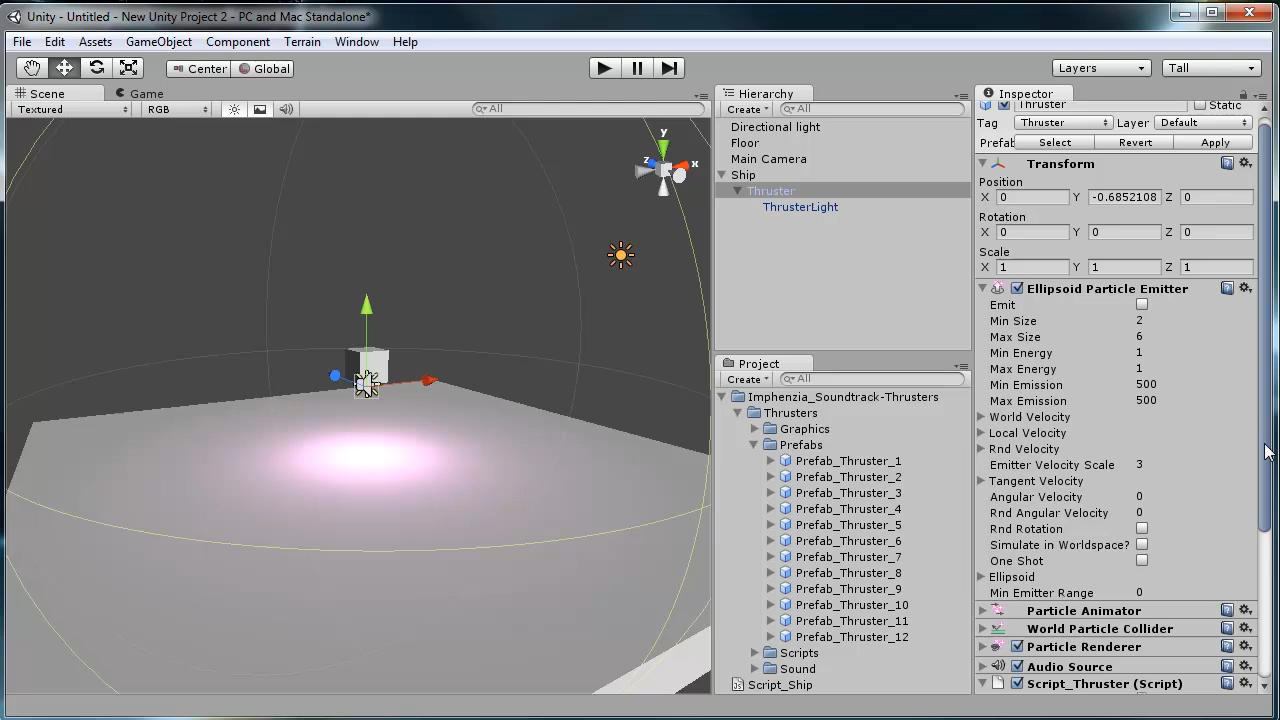 Unity - Untitled - New Unity Project 2 - PC and Mac Standalone*
File Edit Assets GameObject Component Terrain Window Help
Center Global Layers Tall
Scene Game
Textured RGB All
y
z x
Hierarchy
Create All
Directional light
Floor
Main Camera
Ship
Thruster
ThrusterLight
Project
Create All
Imphenzia_Soundtrack-Thrusters
Thrusters
Graphics
Prefabs
Prefab_Thruster_1
Prefab_Thruster_2
Prefab_Thruster_3
Prefab_Thruster_4
Prefab_Thruster_5
Prefab_Thruster_6
Prefab_Thruster_7
Prefab_Thruster_8
Prefab_Thruster_9
Prefab_Thruster_10
Prefab_Thruster_11
Prefab_Thruster_12
Scripts
Sound
Script_Ship
Inspector
Thruster Static
Tag Thruster Layer Default
Prefab Select Revert Apply
Transform
Position
X 0 Y -0.6852108 Z 0
Rotation
X 0 Y 0 Z 0
Scale
X 1 Y 1 Z 1
Ellipsoid Particle Emitter
Emit
Min Size 2
Max Size 6
Min Energy 1
Max Energy 1
Min Emission 500
Max Emission 500
World Velocity
Local Velocity
Rnd Velocity
Emitter Velocity Scale 3
Tangent Velocity
Angular Velocity 0
Rnd Angular Velocity 0
Rnd Rotation
Simulate in Worldspace?
One Shot
Ellipsoid
Min Emitter Range 0
Particle Animator
World Particle Collider
Particle Renderer
Audio Source
Script_Thruster (Script)